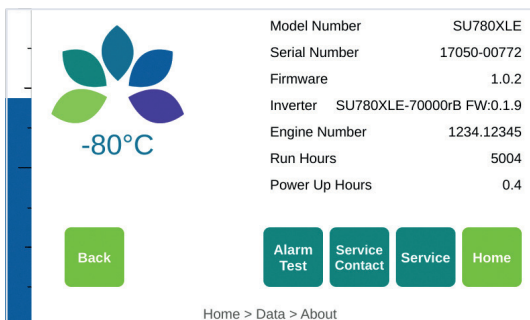 Model Number SU780XLE
Serial Number 17050-00772
Firmware 1.0.2
Inverter SU780XLE-70000rB FW:0.1.9
Engine Number 1234.12345
Run Hours 5004
Power Up Hours 0.4
-80°C
Back
Alarm
Test
Service
Contact
Service
Home
Home > Data > About